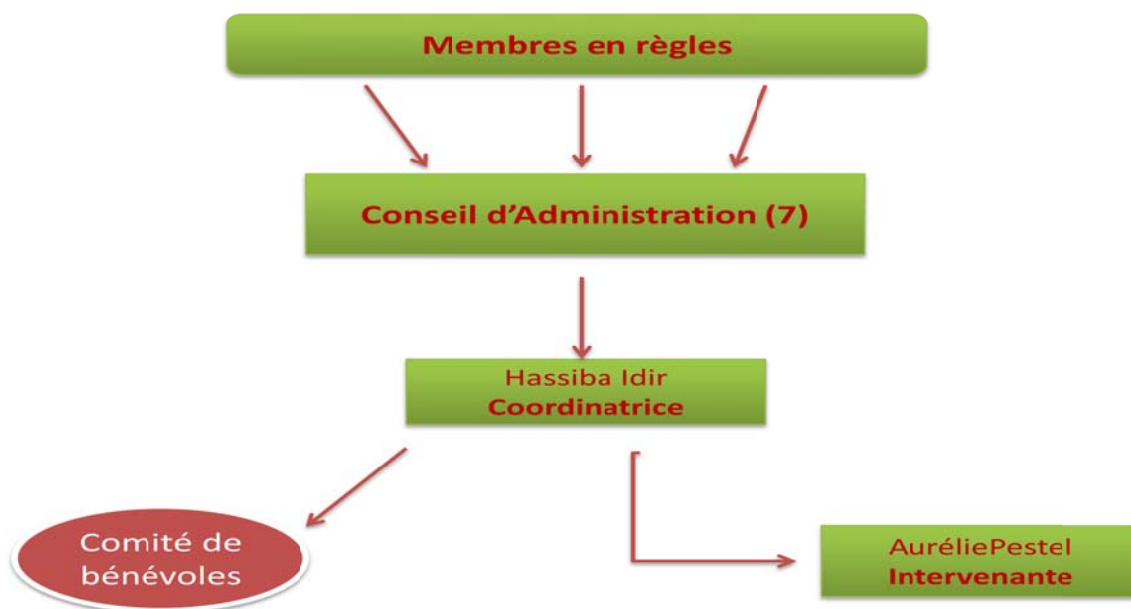 Membres en règles
Conseil d'Administration (7)
Hassiba Idir
Coordinatrice
Comité de
bénévoles
AuréliePestel
Intervenante